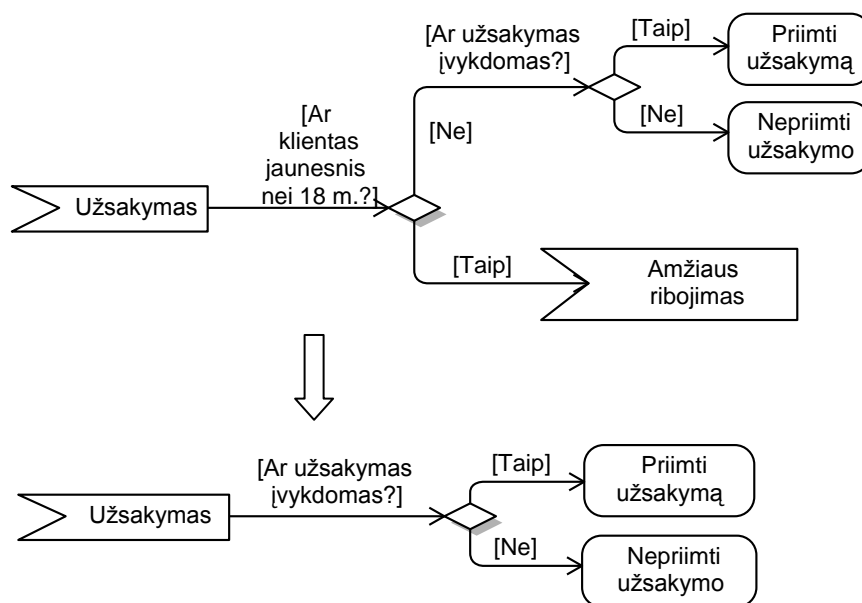 [Taip]
Priimti
užsakymą
[Ar užsakymas
įvykdomas?]
[Ne]
Nepriimti
užsakymo
[Ar
klientas
jaunesnis
nei 18 m.?]
[Ne]
Užsakymas
[Taip]
Amžiaus
ribojimas
[Ar užsakymas
įvykdomas?]
[Taip]
Priimti
užsakymą
Užsakymas
[Ne]
Nepriimti
užsakymo